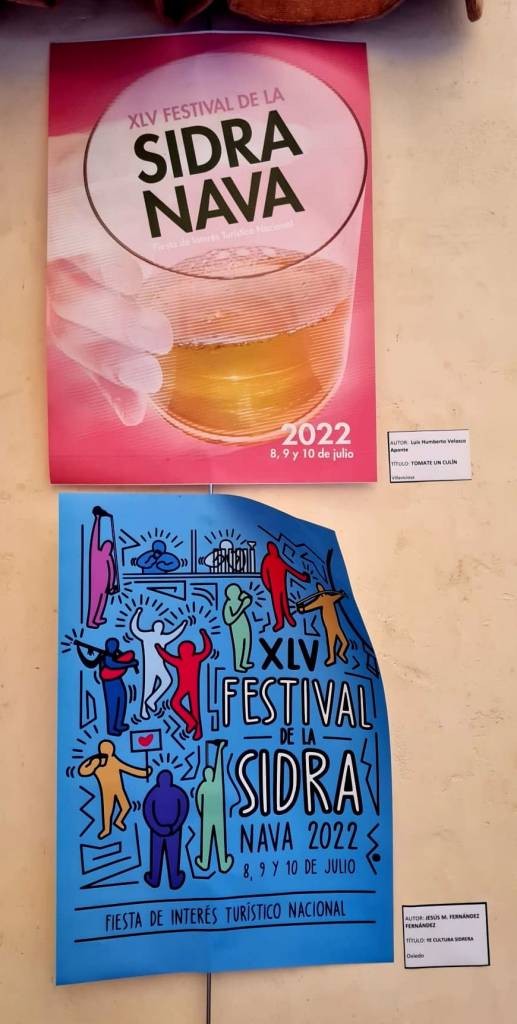 XLV FESTIVAL DE LA
SIDRA
NAVA
Fiesta de Interés Turístico Nacional
2022
8, 9 y 10 de julio
AUTOR: Luis Humberto Velasco
Aponte
TÍTULO: TOMATE UN CULÍN
Villaviciosa
XLV
FESTIVAL
DE LA
SIDRA
NAVA 2022
8, 9 Y 10 DE JULIO
FIESTA DE INTERÉS TURÍSTICO NACIONAL
AUTOR: JESÚS M. FERNÁNDEZ
FERNÁNDEZ
TÍTULO: YE CULTURA SIDRERA
Oviedo